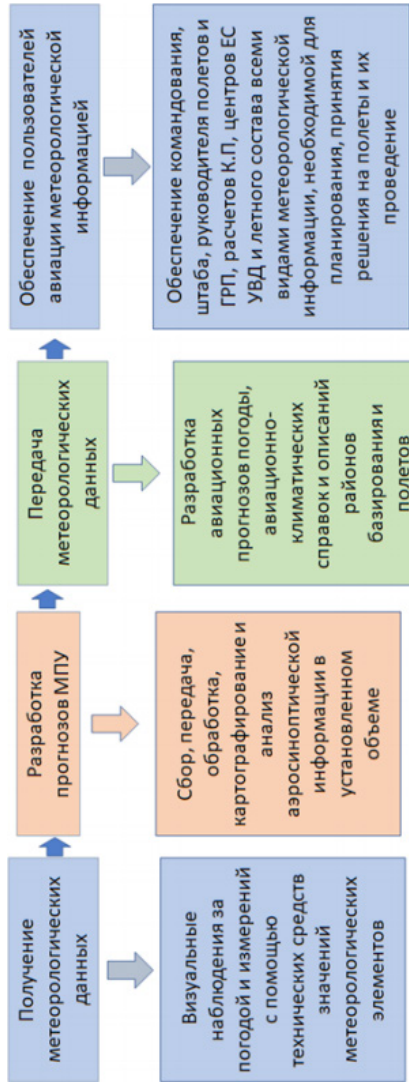 Получение
метеорологических
данных
Разработка
прогнозов МПУ
Передача
метеорологических
данных
Обеспечение пользователей
авиации метеорологической
информацией
Визуальные
наблюдения за
погодой и измерений
с помощью
технических средств
значений
метеорологических
элементов
Сбор, передача,
обработка,
картографирование и
анализ
аэросиноптической
информации в
установленном
объеме
Разработка
авиационных
прогнозов погоды,
авиационно-
климатических
справок и описаний
районов
базирования и
полетов
Обеспечение командования,
штаба, руководителя полетов и
ГРП, расчетов К.П, центров ЕС
УВД и летного состава всеми
видами метеорологической
информации, необходимой для
планирования, принятия
решения на полеты и их
проведение